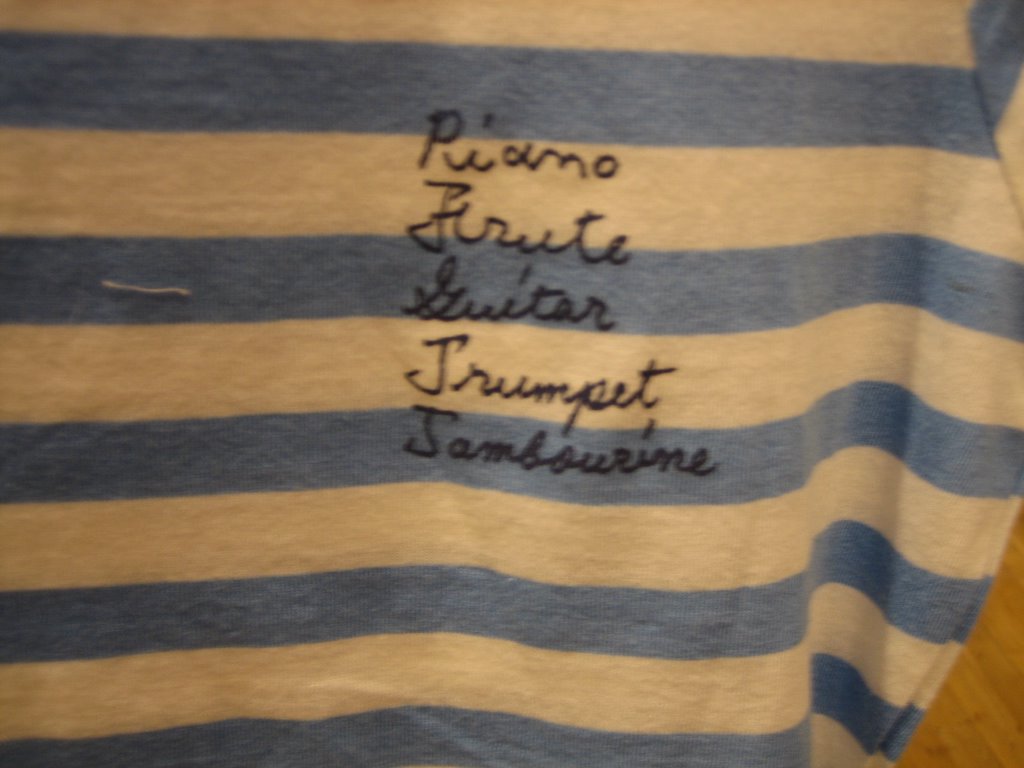 Piano
Flute
Guitar
Trumpet
Tambourine